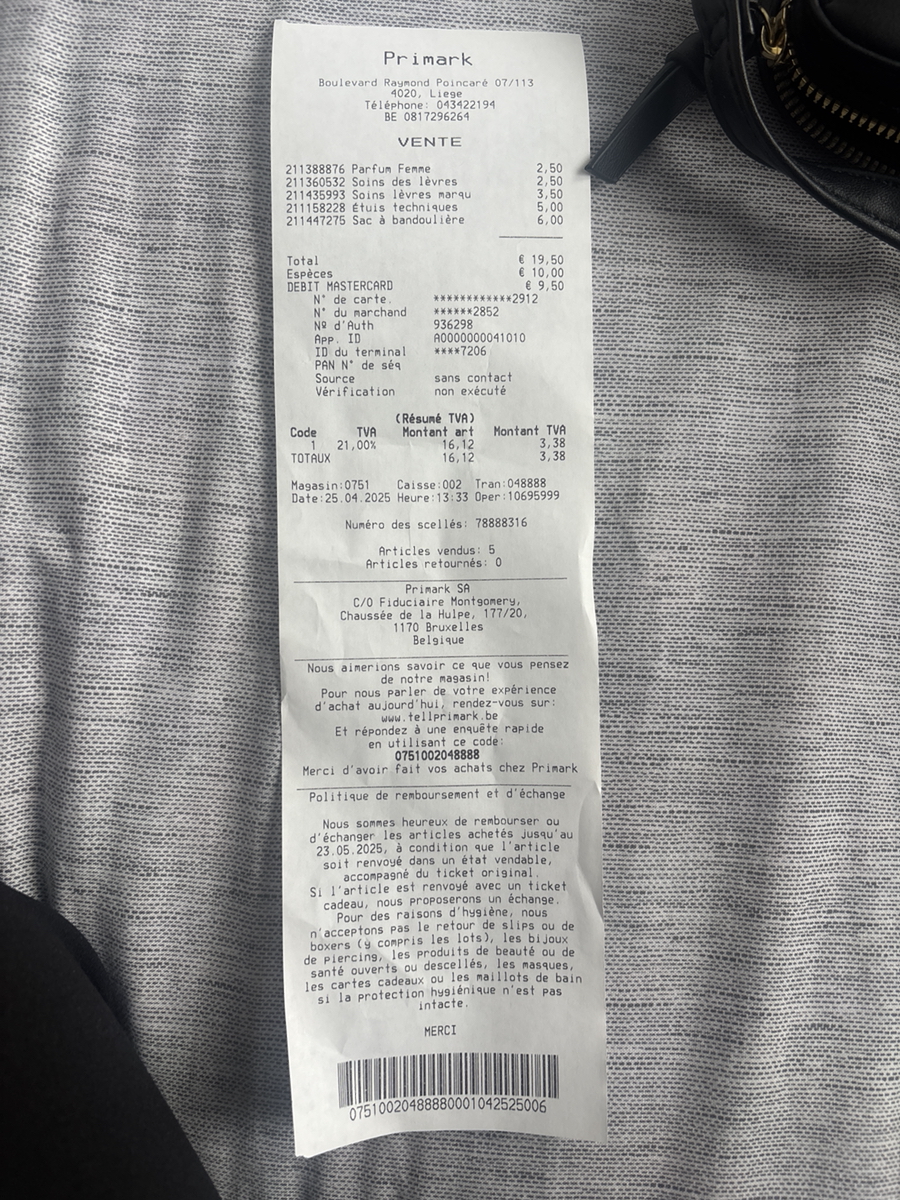 Primark
Boulevard Raymond Poincaré 07/113
4020, Liege
Téléphone: 043422194
BE 0817296264
VENTE
211388876 Parfum Femme 2,50
211360532 Soins des lèvres 2,50
211435993 Soins lèvres marqu 3,50
211158228 Étuis techniques 5,00
211447275 Sac à bandoulière 6,00
Total € 19,50
Espèces € 10,00
DEBIT MASTERCARD € 9,50
N° de carte. ************2912
N° du marchand ******2852
Nº d'Auth 936298
App. ID A0000000041010
ID du terminal ****7206
PAN N° de séq
Source sans contact
Vérification non exécuté
(Résumé TVA)
Code TVA Montant art Montant TVA
1 21,00% 16,12 3,38
TOTAUX 16,12 3,38
Magasin:0751 Caisse:002 Tran:048888
Date:25.04.2025 Heure:13:33 Oper:10695999
Numéro des scellés: 78888316
Articles vendus: 5
Articles retournés: 0
Primark SA
C/O Fiduciaire Montgomery,
Chaussée de la Hulpe, 177/20,
1170 Bruxelles
Belgique
Nous aimerions savoir ce que vous pensez
de notre magasin!
Pour nous parler de votre expérience
d'achat aujourd'hui, rendez-vous sur:
www.tellprimark.be
Et répondez à une enquête rapide
en utilisant ce code:
0751002048888
Merci d'avoir fait vos achats chez Primark
Politique de remboursement et d'échange
Nous sommes heureux de rembourser ou
d'échanger les articles achetés jusqu'au
23.05.2025, à condition que l'article
soit renvoyé dans un état vendable,
accompagné du ticket original.
Si l'article est renvoyé avec un ticket
cadeau, nous proposerons un échange.
Pour des raisons d'hygiène, nous
n'acceptons pas le retour de slips ou de
boxers (y compris les lots), les bijoux
de piercing, les produits de beauté ou de
santé ouverts ou descellés, les masques,
les cartes cadeaux ou les maillots de bain
si la protection hygiénique n'est pas
intacte.
MERCI
07510020488880001042525006